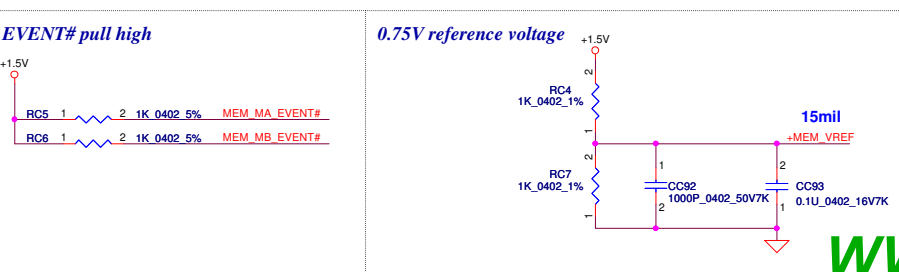 EVENT# pull high
+1.5V
RC5 1 2 1K_0402_5% MEM_MA_EVENT#
RC6 1 2 1K_0402_5% MEM_MB_EVENT#
0.75V reference voltage
+1.5V
2
RC4
1K_0402_1%
1
15mil
+MEM_VREF
2
RC7
1K_0402_1%
1
1
CC92
1000P_0402_50V7K
2
2
CC93
0.1U_0402_16V7K
1